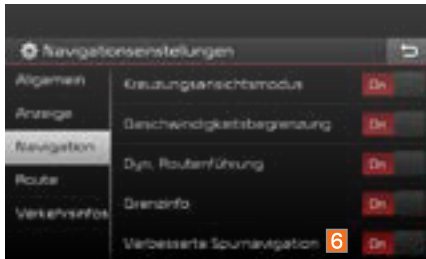 Navigationseinstellungen
Allgemein
Kreuzungsansichtsmodus On
Anzeige
Geschwindigkeitsbegrenzung On
Navigation
Dyn. Routenführung On
Route
Grenzinfo On
Verkehrsinfos
Verbesserte Spurnavigation 6 On